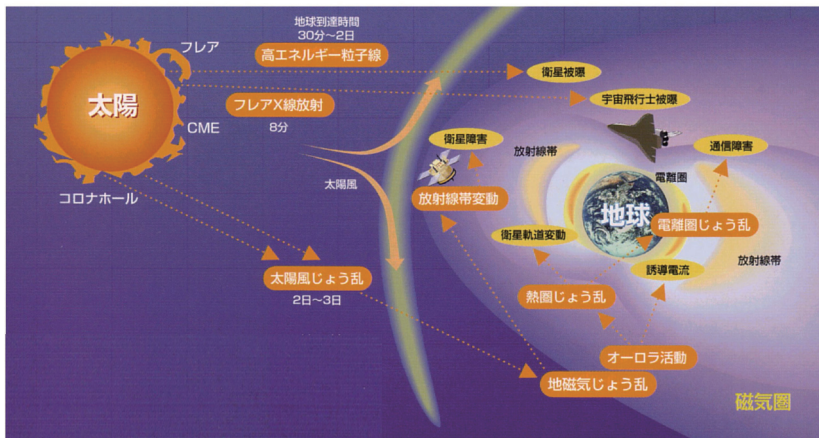 地球到達時間
30分～2日
フレア
高エネルギー粒子線
衛星被曝
太陽
フレアX線放射
8分
宇宙飛行士被曝
CME
衛星障害
放射線帯
通信障害
太陽風
電離圏
コロナホール
放射線帯変動
地球
電離圏じょう乱
衛星軌道変動
放射線帯
誘導電流
太陽風じょう乱
2日～3日
熱圏じょう乱
オーロラ活動
地磁気じょう乱
磁気圏